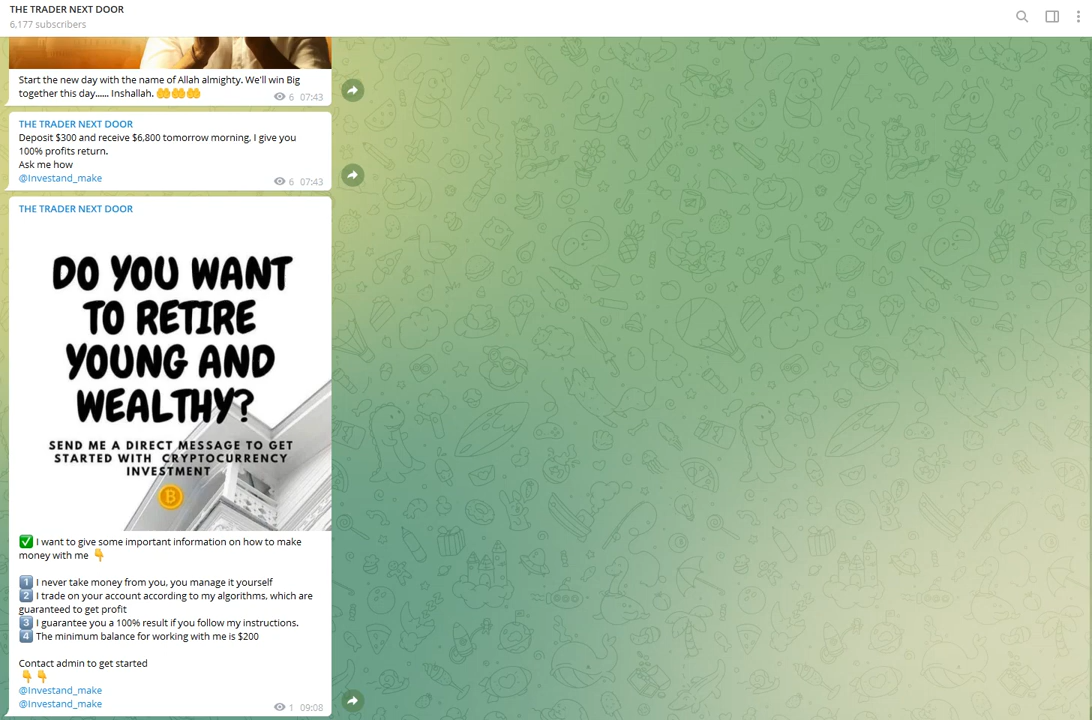 THE TRADER NEXT DOOR
6,177 subscribers
Start the new day with the name of Allah almighty. We'll win Big
together this day...... Inshallah. 🤲🤲🤲
6 07:43
THE TRADER NEXT DOOR
Deposit $300 and receive $6,800 tomorrow morning, I give you
100% profits return.
Ask me how
@Investand_make
6 07:43
THE TRADER NEXT DOOR
DO YOU WANT
TO RETIRE
YOUNG AND
WEALTHY?
SEND ME A DIRECT MESSAGE TO GET
STARTED WITH CRYPTOCURRENCY
INVESTMENT
✅ I want to give some important information on how to make
money with me 👇
1️⃣ I never take money from you, you manage it yourself
2️⃣ I trade on your account according to my algorithms, which are
guaranteed to get profit
3️⃣ I guarantee you a 100% result if you follow my instructions.
4️⃣ The minimum balance for working with me is $200
Contact admin to get started
👇👇
@Investand_make
@Investand_make
1 09:08